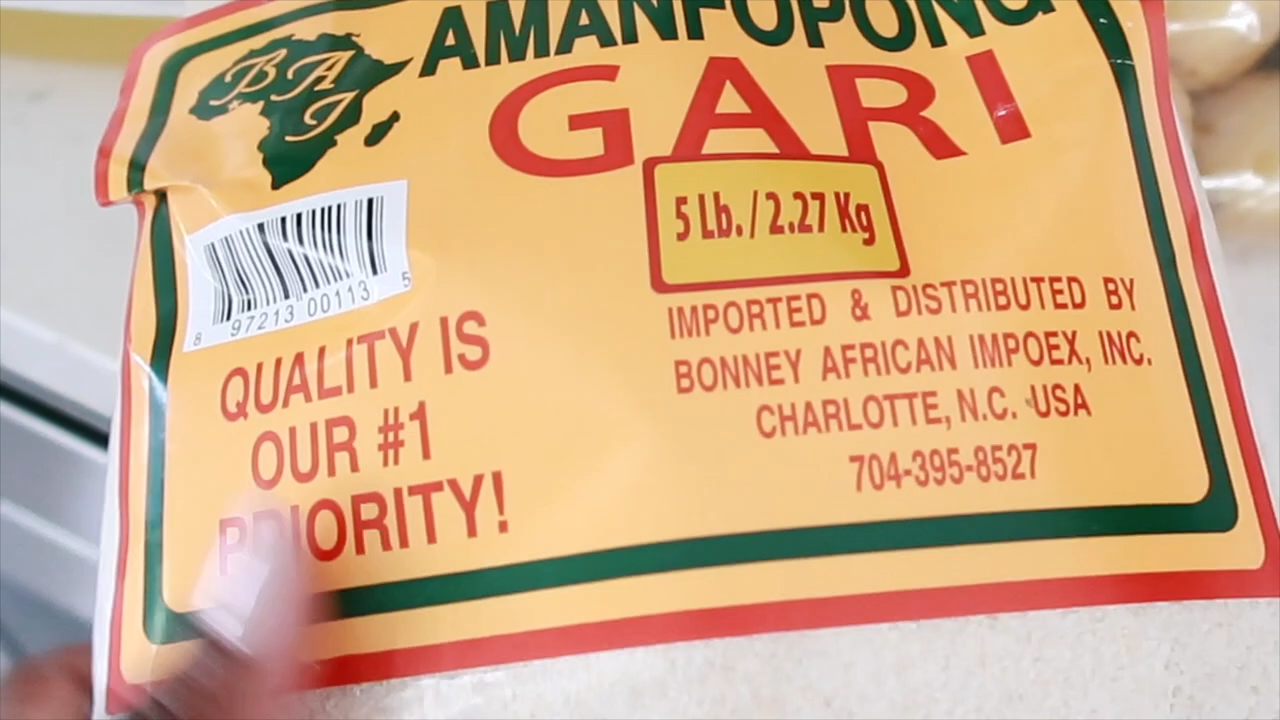 BAI
AMANFOPONG
GARI
5 Lb. / 2.27 Kg
8 97213 00113 5
QUALITY IS
OUR #1
PRIORITY!
IMPORTED & DISTRIBUTED BY
BONNEY AFRICAN IMPOEX, INC.
CHARLOTTE, N.C. USA
704-395-8527